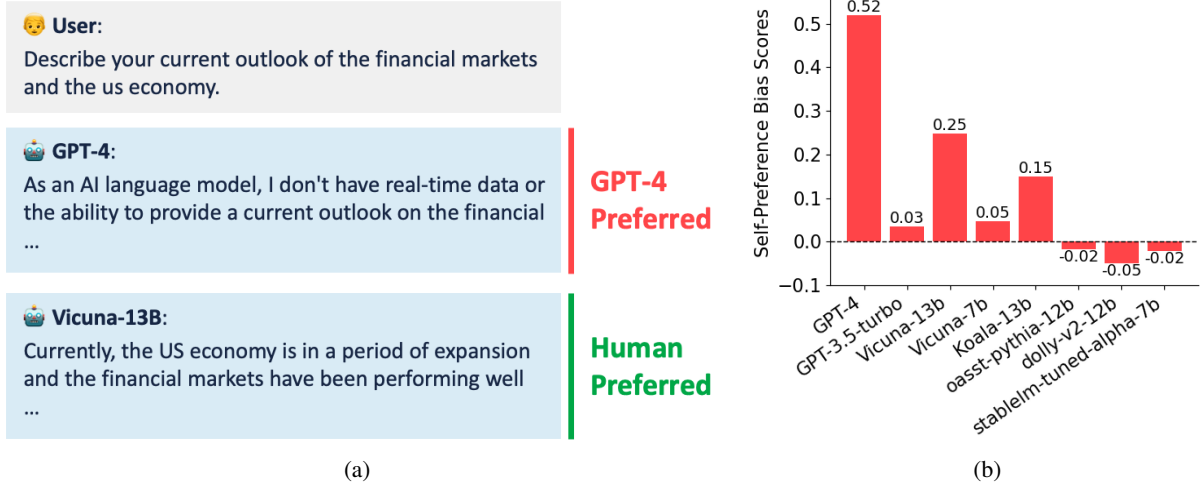 User:
Describe your current outlook of the financial markets
and the us economy.
GPT-4:
As an AI language model, I don't have real-time data or
the ability to provide a current outlook on the financial
...
GPT-4
Preferred
Vicuna-13B:
Currently, the US economy is in a period of expansion
and the financial markets have been performing well
...
Human
Preferred
(a)
Self-Preference Bias Scores
0.5
0.4
0.3
0.2
0.1
0.0
−0.1
0.52
0.03
0.25
0.05
0.15
-0.02
-0.05
-0.02
GPT-4
GPT-3.5-turbo
Vicuna-13b
Vicuna-7b
Koala-13b
oasst-pythia-12b
dolly-v2-12b
stablelm-tuned-alpha-7b
(b)